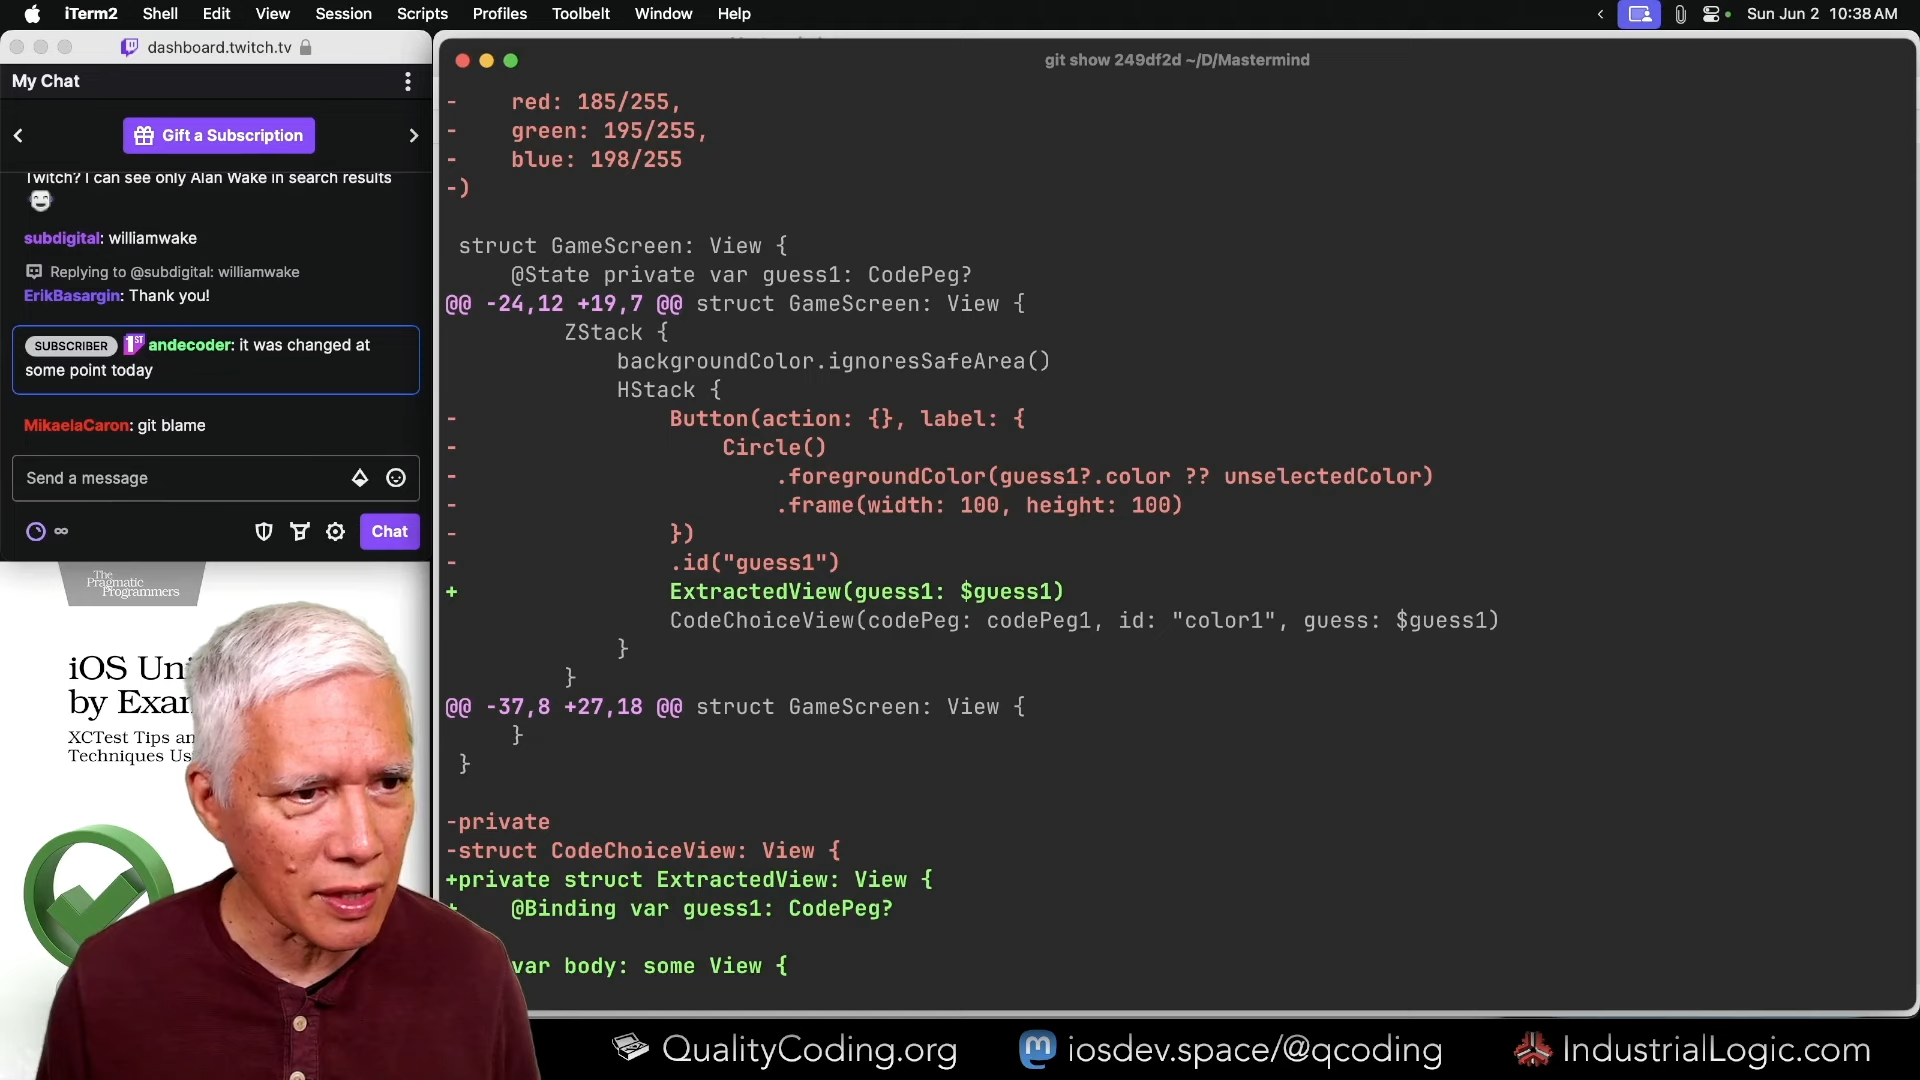 iTerm2 Shell Edit View Session Scripts Profiles Toolbelt Window Help Sun Jun 2 10:38 AM
dashboard.twitch.tv
My Chat
Gift a Subscription
Twitch? I can see only Alan Wake in search results
subdigital: williamwake
Replying to @subdigital: williamwake
ErikBasargin: Thank you!
SUBSCRIBER 1ST andecoder: it was changed at
some point today
MikaelaCaron: git blame
Send a message
∞ Chat
The
Pragmatic
Programmers
iOS Uni
by Exam
XCTest Tips an
Techniques Us
git show 249df2d ~/D/Mastermind
-    red: 185/255,
-    green: 195/255,
-    blue: 198/255
-)
struct GameScreen: View {
@State private var guess1: CodePeg?
@@ -24,12 +19,7 @@ struct GameScreen: View {
ZStack {
backgroundColor.ignoresSafeArea()
HStack {
-                Button(action: {}, label: {
-                    Circle()
-                        .foregroundColor(guess1?.color ?? unselectedColor)
-                        .frame(width: 100, height: 100)
-                })
-                .id("guess1")
+                ExtractedView(guess1: $guess1)
CodeChoiceView(codePeg: codePeg1, id: "color1", guess: $guess1)
}
}
@@ -37,8 +27,18 @@ struct GameScreen: View {
}
}
-private
-struct CodeChoiceView: View {
+private struct ExtractedView: View {
+    @Binding var guess1: CodePeg?
var body: some View {
QualityCoding.org iosdev.space/@qcoding IndustrialLogic.com